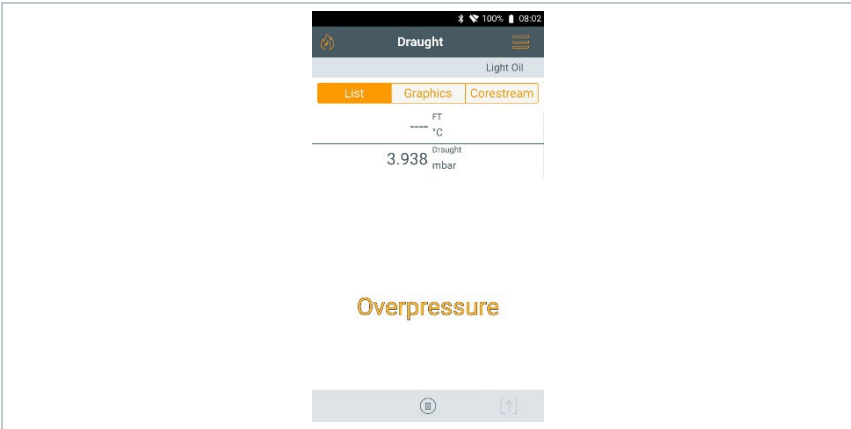 100% 08:02
Draught
Light Oil
List Graphics Corestream
FT
---- °C
Draught
3.938 mbar
Overpressure